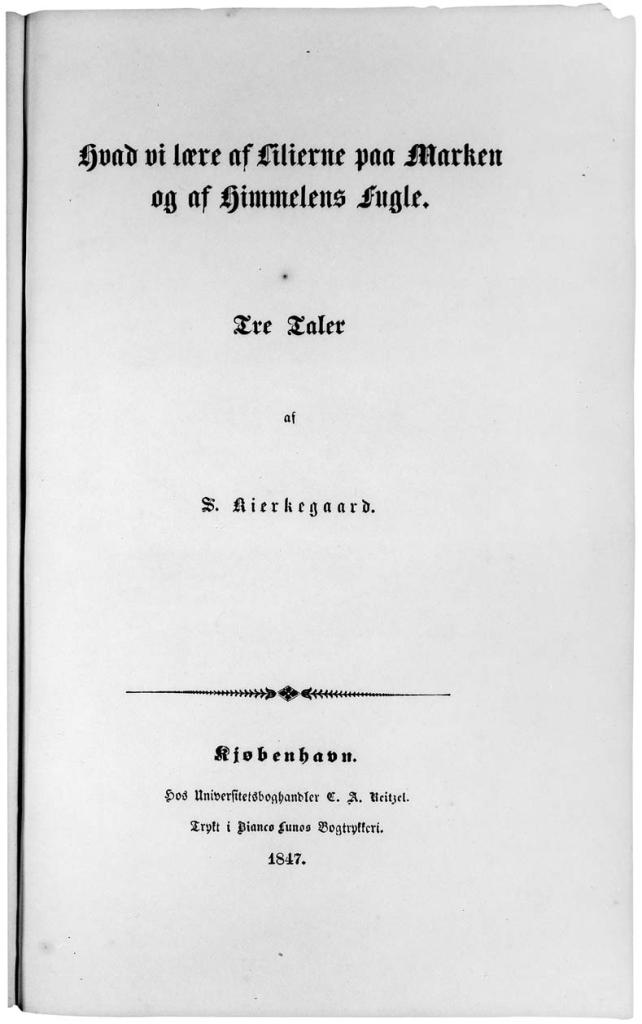 Hvad vi lære af Lilierne paa Marken
og af Himmelens Fugle.
Tre Taler
af
S. Kierkegaard.
Kjøbenhavn.
Hos Universitetsboghandler C. A. Reitzel.
Trykt i Bianco Lunos Bogtrykkeri.
1847.